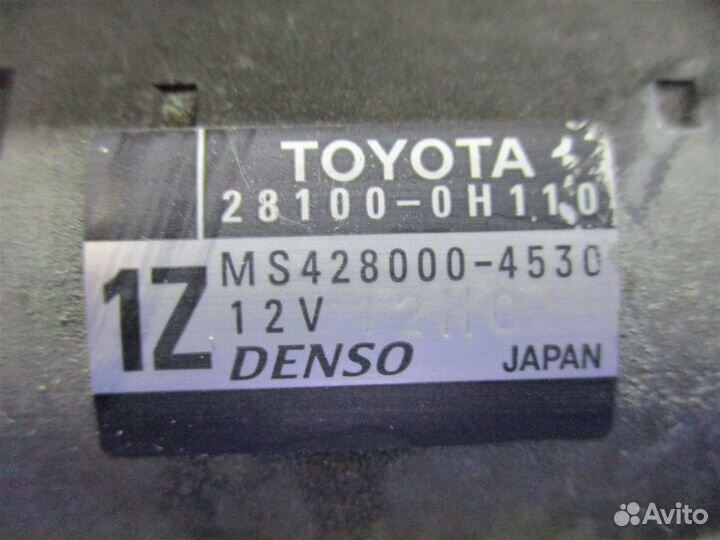 TOYOTA
28100-0H110
1Z
MS428000-4530
12V
DENSO JAPAN
Avito